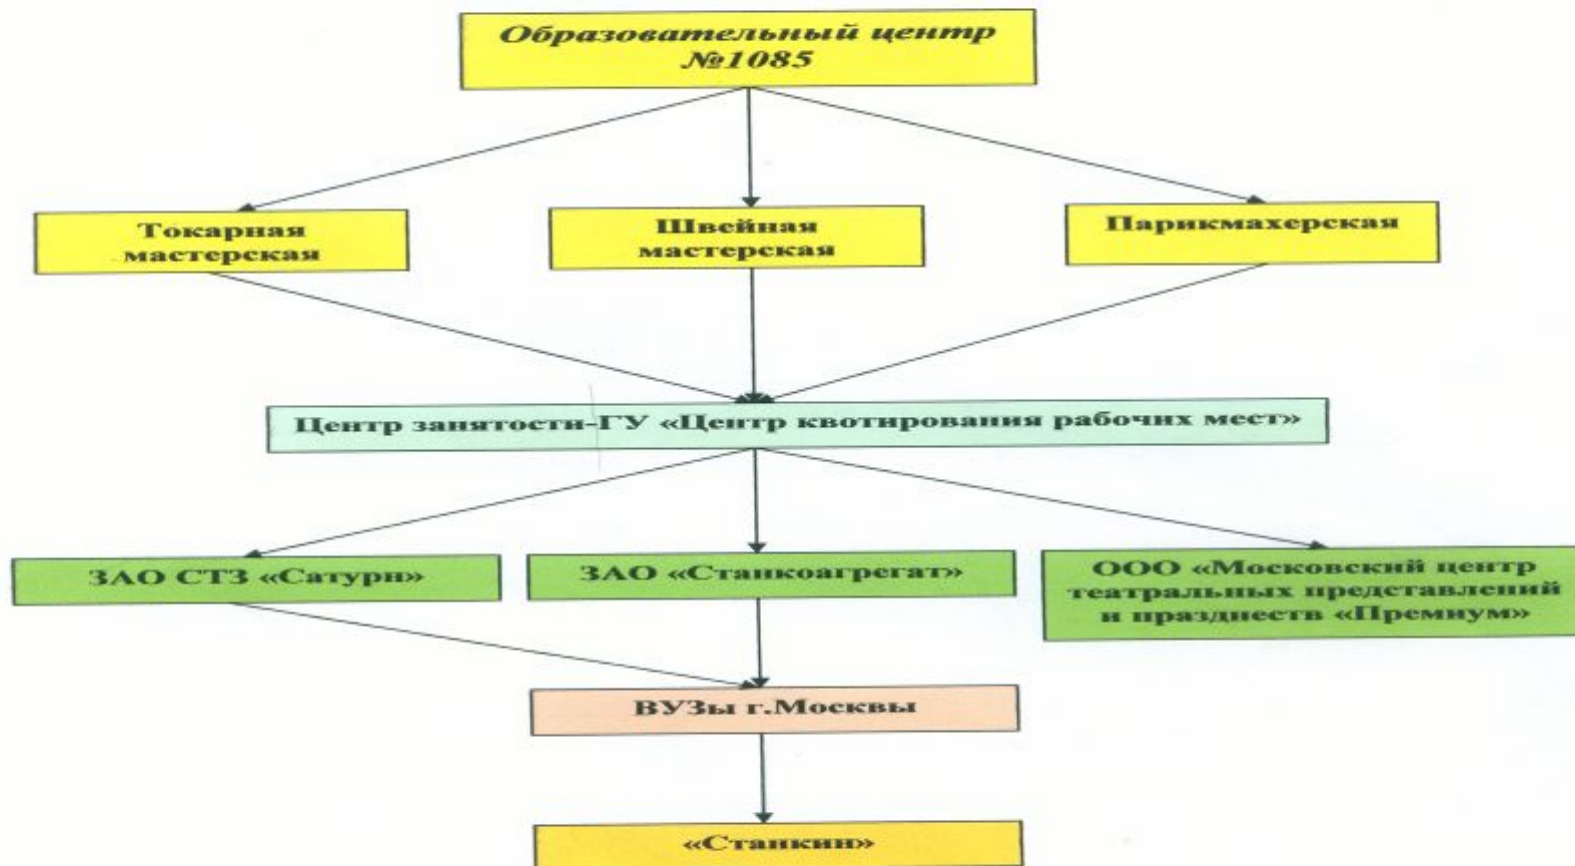 Образовательный центр
№1085
Токарная
мастерская
Швейная
мастерская
Парикмахерская
Центр занятости-ГУ «Центр квотирования рабочих мест»
ЗАО СТЗ «Сатурн»
ЗАО «Станкоагрегат»
ООО «Московский центр
театральных представлений
и празднеств «Премиум»
ВУЗы г.Москвы
«Станкин»